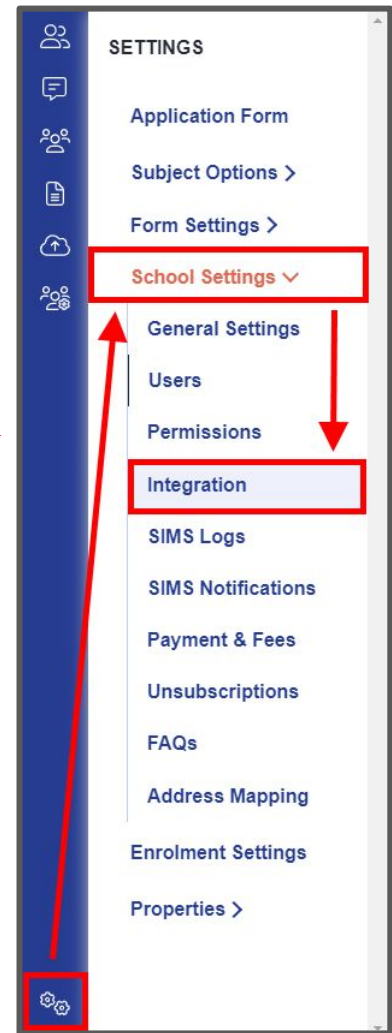 SETTINGS
Application Form
Subject Options >
Form Settings >
School Settings
General Settings
Users
Permissions
Integration
SIMS Logs
SIMS Notifications
Payment & Fees
Unsubscriptions
FAQs
Address Mapping
Enrolment Settings
Properties >